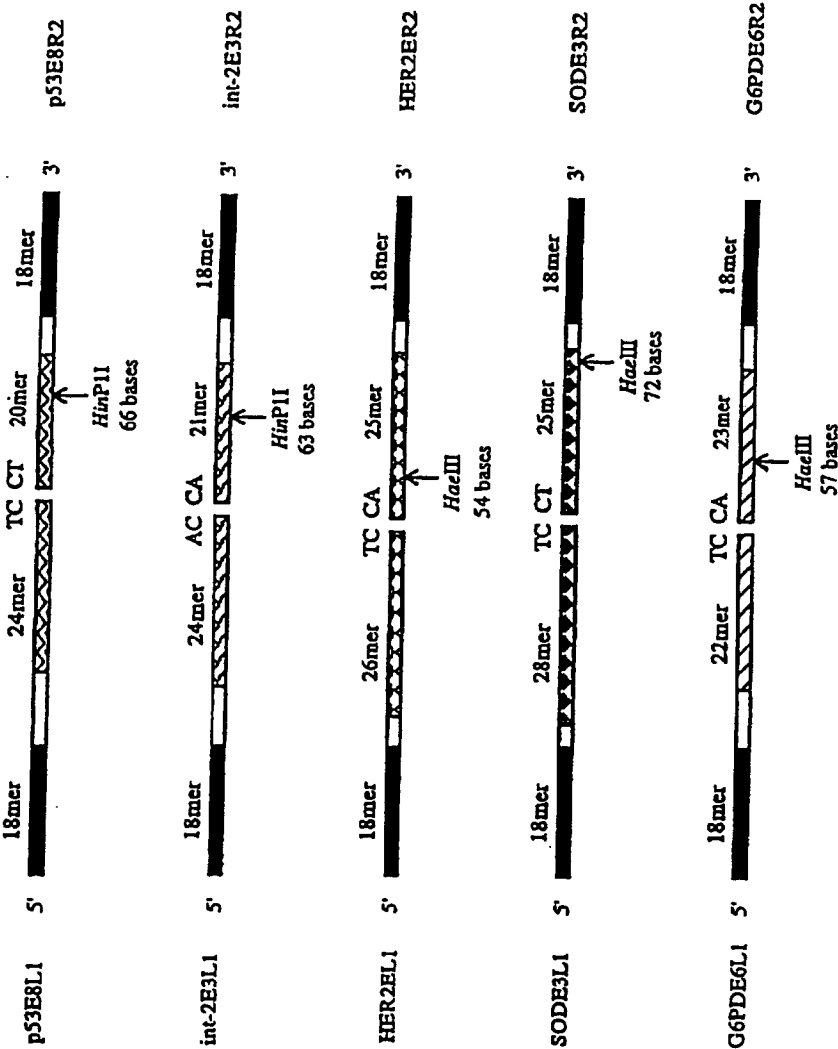 p53E8L1 5' 18mer 24mer TC CT 20mer 18mer 3' p53E8R2
HinP1I
66 bases
int-2E3L1 5' 18mer 24mer AC CA 21mer 18mer 3' int-2E3R2
HinP1I
63 bases
HER2EL1 5' 18mer 26mer TC CA 25mer 18mer 3' HER2ER2
HaeIII
54 bases
SODE3L1 5' 18mer 28mer TC CT 25mer 18mer 3' SODE3R2
HaeIII
72 bases
G6PDE6L1 5' 18mer 22mer TC CA 23mer 18mer 3' G6PDE6R2
HaeIII
57 bases